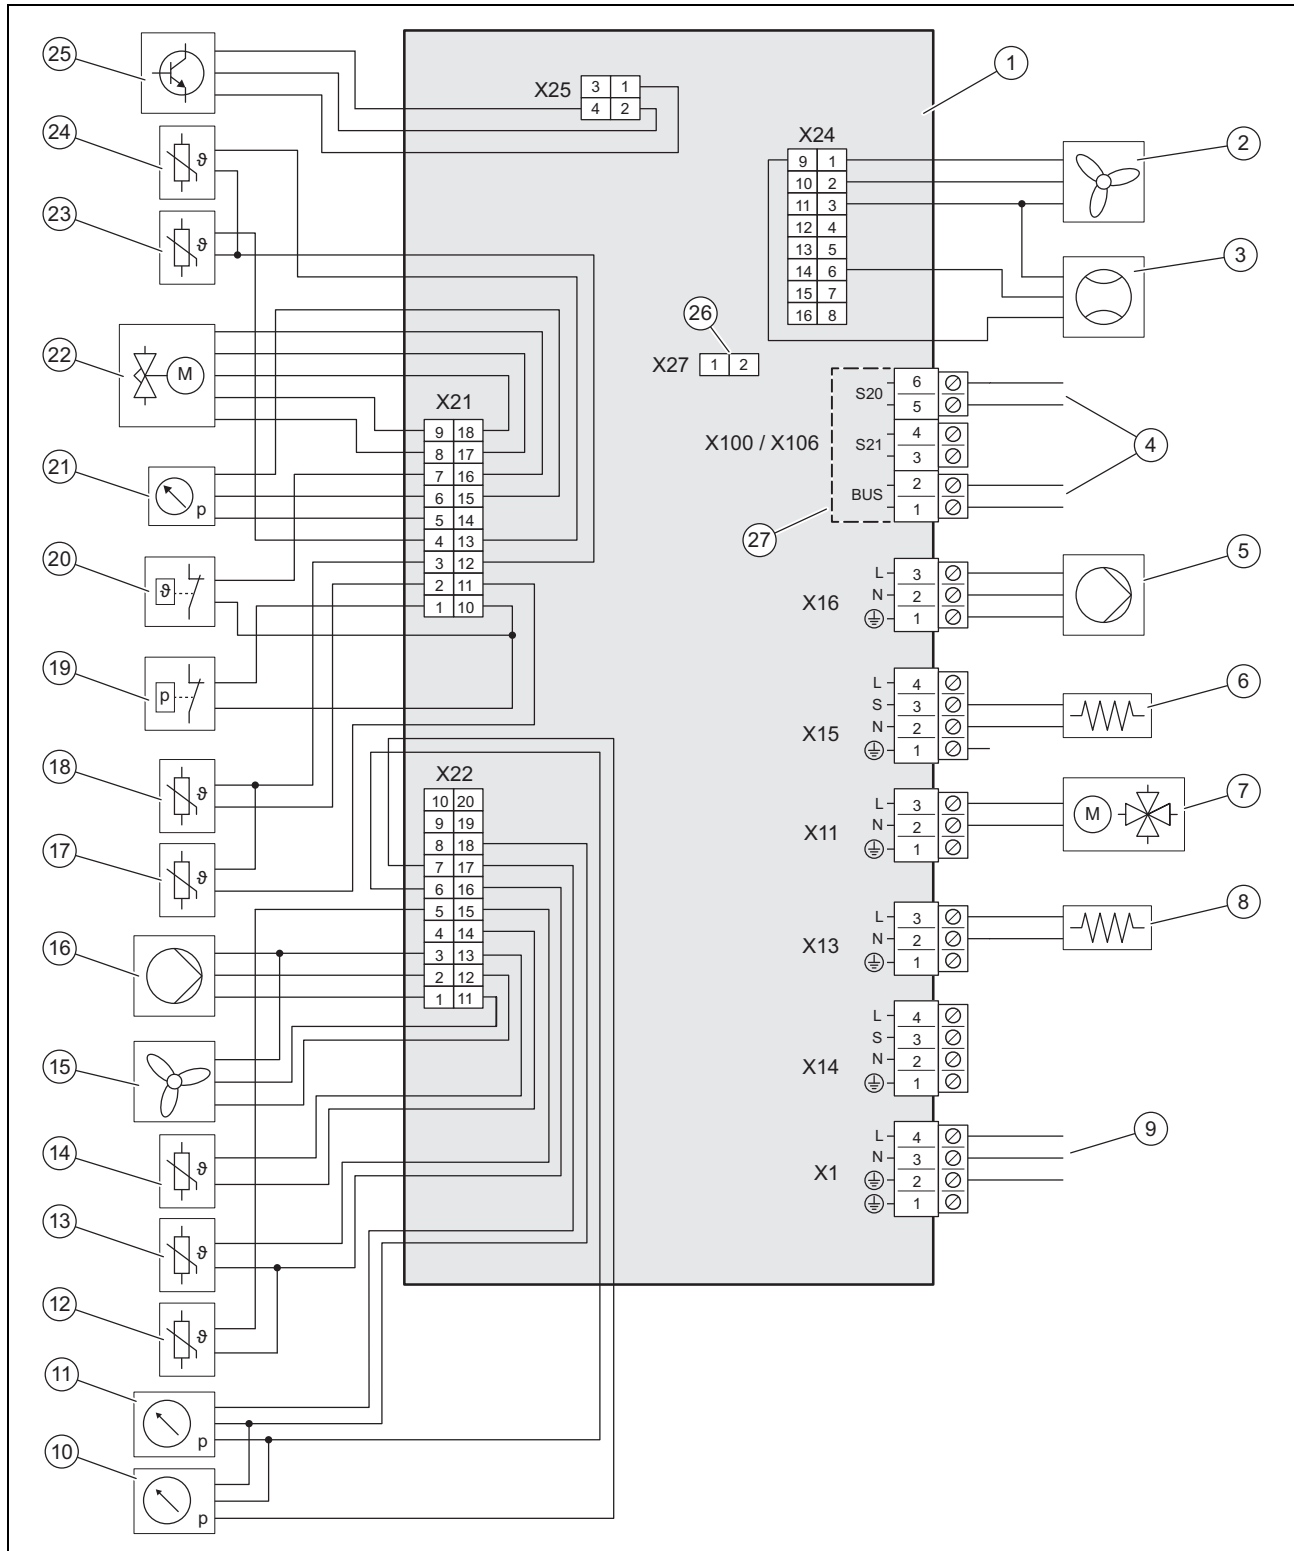 25
X25
3 1
4 2
1
24
ϑ
X24
9 1
10 2
11 3
12 4
13 5
14 6
15 7
16 8
2
23
ϑ
3
26
X27
1 2
22
M
X21
9 18
8 17
7 16
6 15
5 14
4 13
3 12
2 11
1 10
S20
6
5
X100 / X106
S21
4
3
BUS
2
1
4
21
p
27
20
ϑ
X16
L 3
N 2
1
5
19
p
X15
L 4
S 3
N 2
1
6
18
ϑ
X22
10 20
9 19
8 18
7 17
6 16
5 15
4 14
3 13
2 12
1 11
X11
L 3
N 2
1
M
7
17
ϑ
X13
L 3
N 2
1
8
16
15
X14
L 4
S 3
N 2
1
14
ϑ
X1
L 4
N 3
2
1
9
13
ϑ
12
ϑ
11
p
10
p